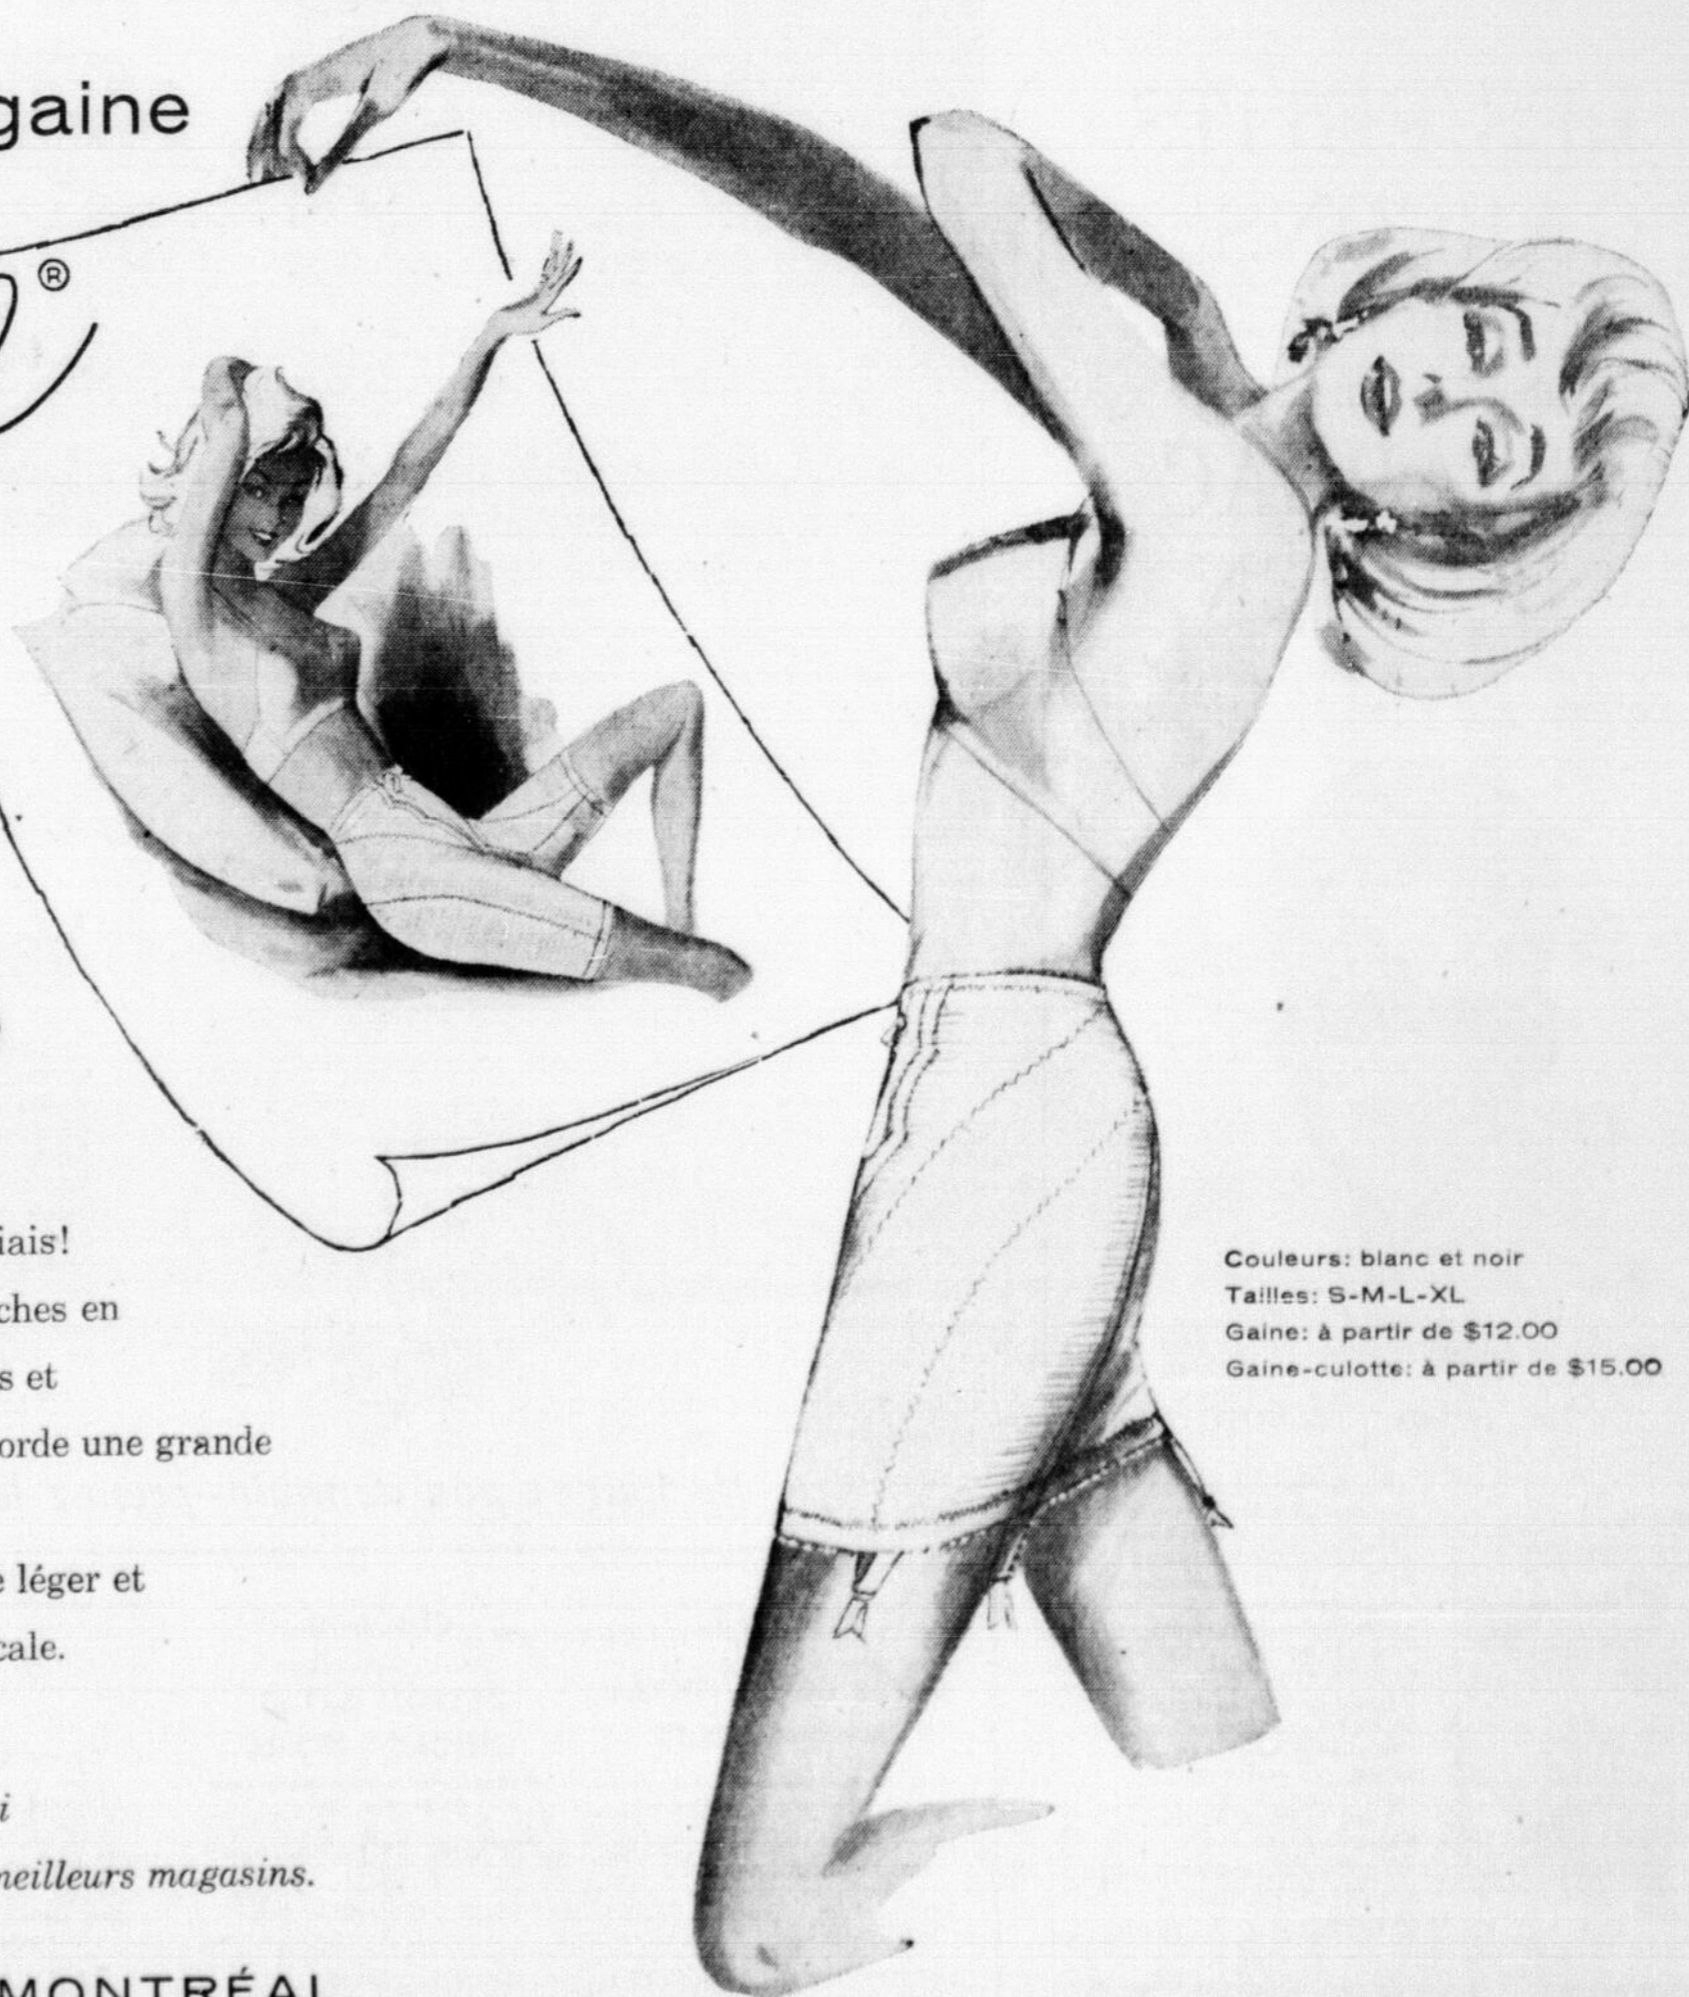 gaine
®
iais!
ches en
s et
orde une grande
e léger et
cale.
i
meilleurs magasins.
MONTRÉAL
Couleurs: blanc et noir
Tailles: S-M-L-XL
Gaine: à partir de $12.00
Gaine-culotte: à partir de $15.00